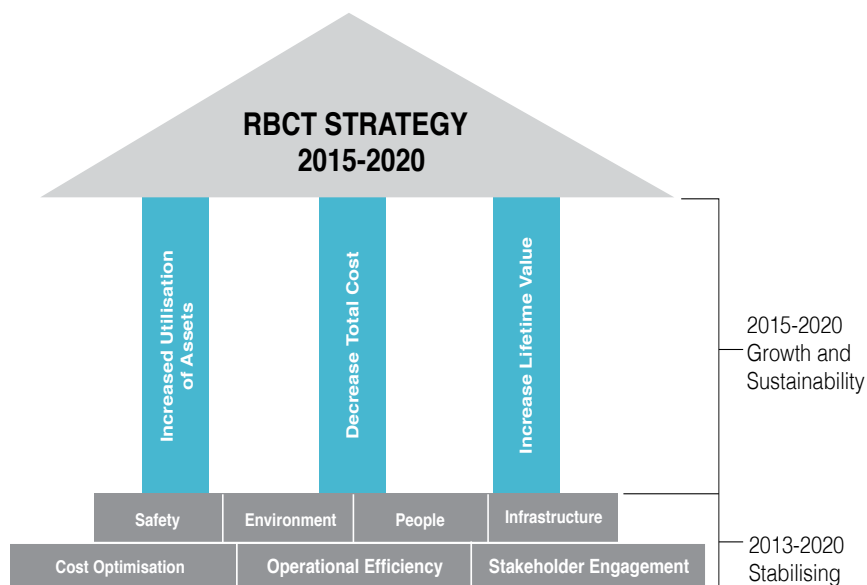 RBCT STRATEGY
2015-2020
Increased Utilisation
of Assets
Decrease Total Cost
Increase Lifetime Value
2015-2020
Growth and
Sustainability
Safety
Environment
People
Infrastructure
Cost Optimisation
Operational Efficiency
Stakeholder Engagement
2013-2020
Stabilising